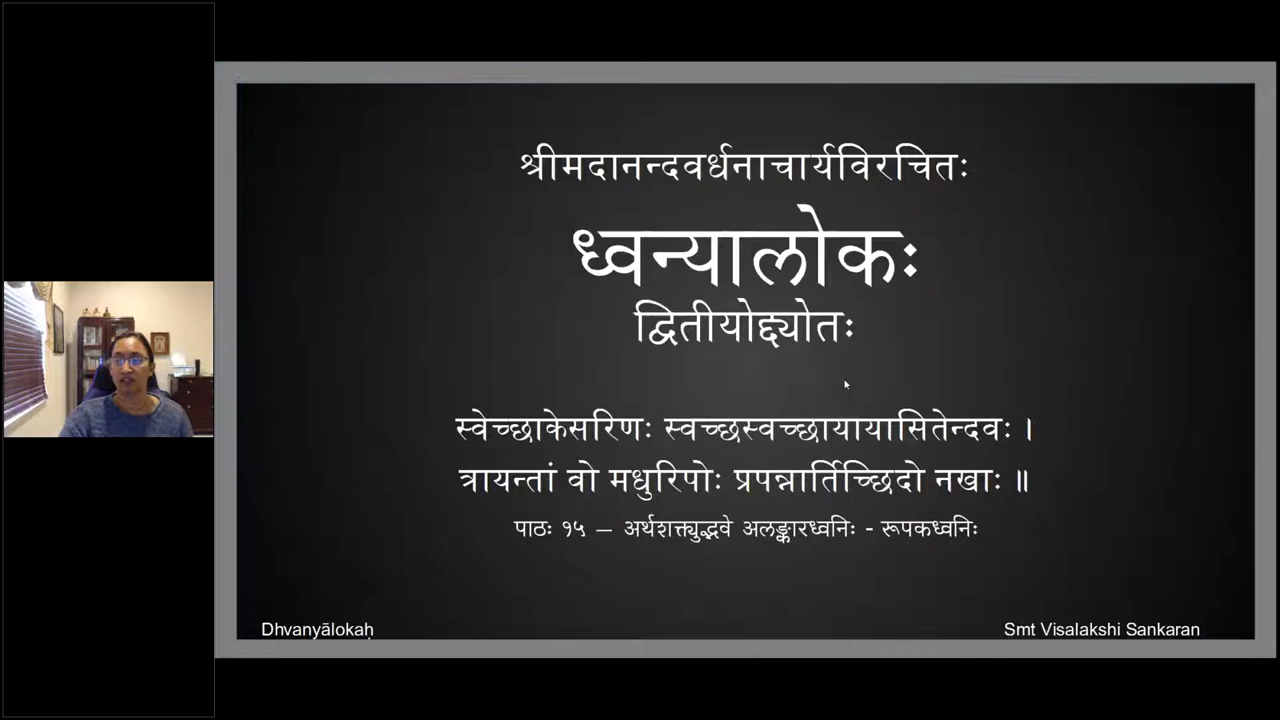 श्रीमदानन्दवर्धनाचार्यविरचितः
ध्वन्यालोकः
द्वितीयोद्द्योतः
स्वेच्छाकेसरिणः स्वच्छस्वच्छायायासितेन्दवः ।
त्रायन्तां वो मधुरिपोः प्रपन्नार्तिच्छिदो नखाः ॥
पाठः १५ – अर्थशक्त्युद्भवे अलङ्कारध्वनिः - रूपकध्वनिः
Dhvanyālokaḥ
Smt Visalakshi Sankaran